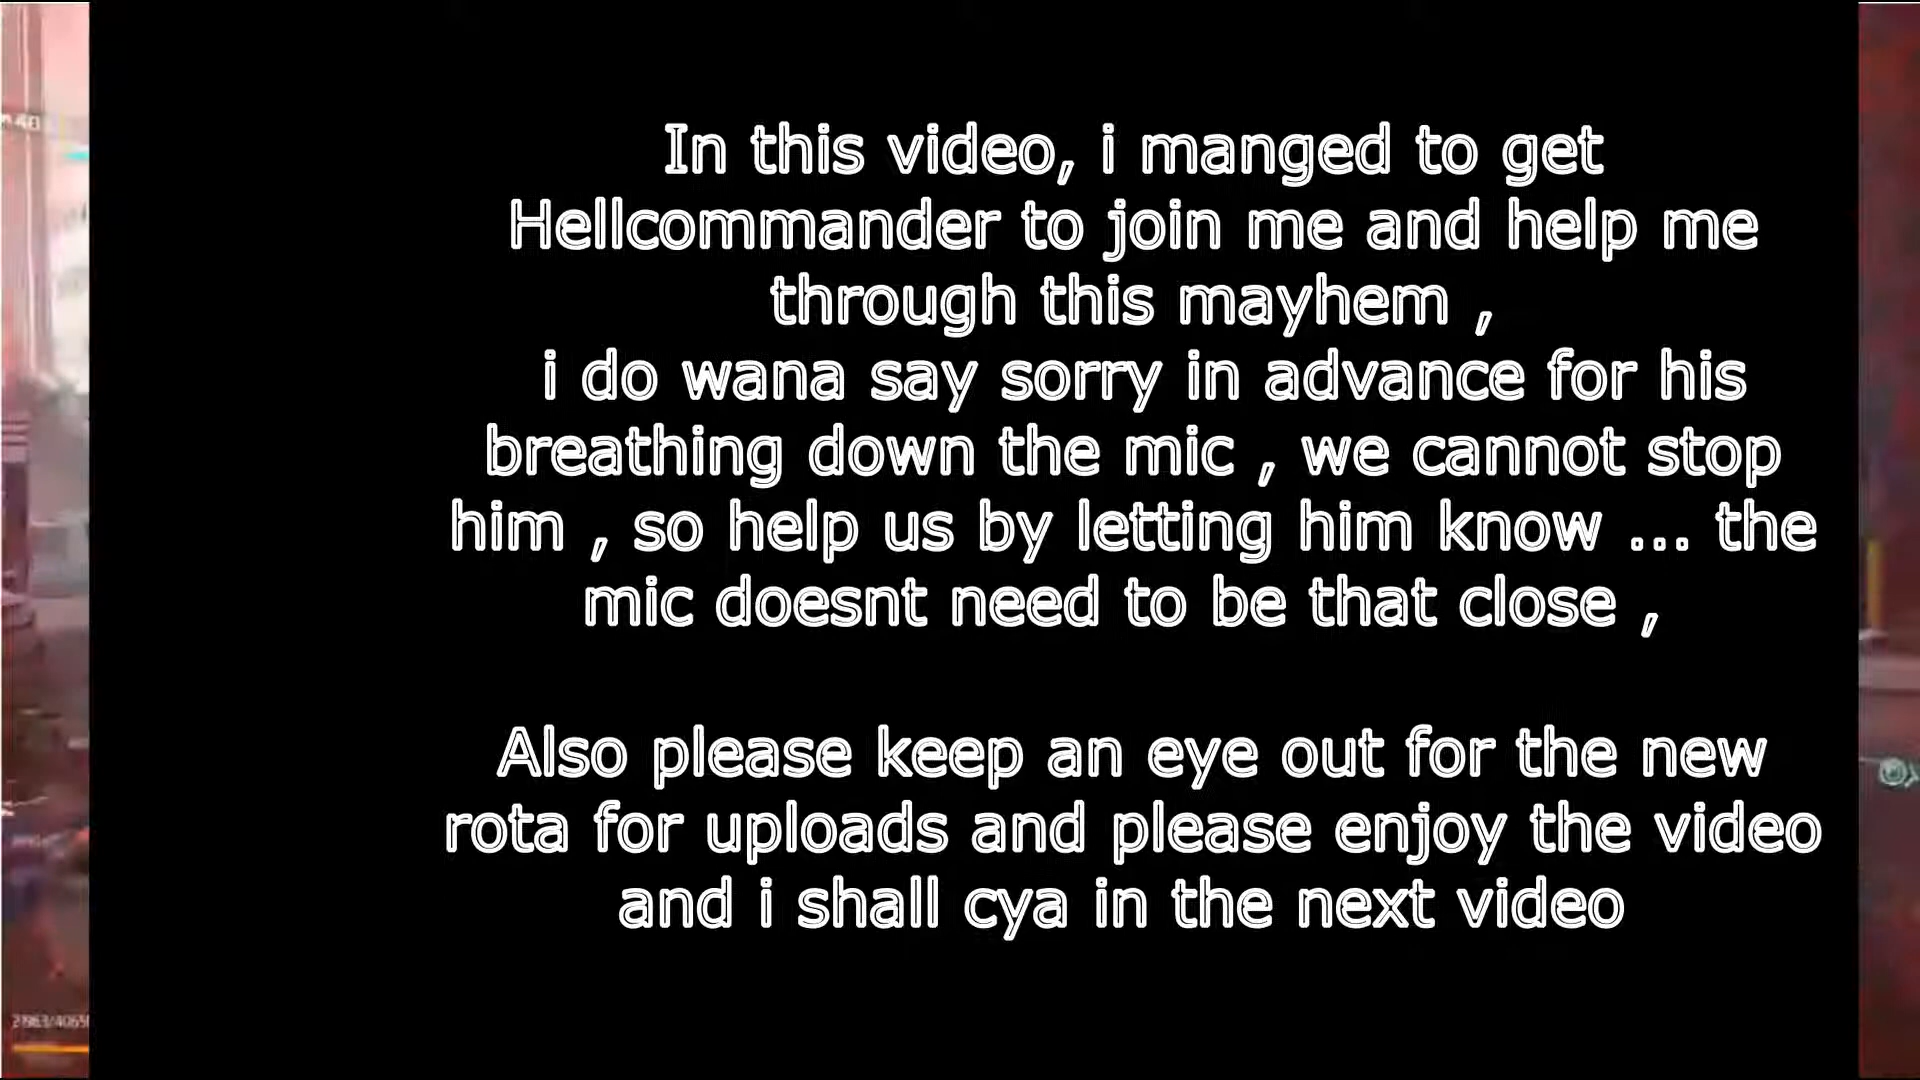 In this video, i manged to get
Hellcommander to join me and help me
through this mayhem ,
i do wana say sorry in advance for his
breathing down the mic , we cannot stop
him , so help us by letting him know ... the
mic doesnt need to be that close ,
Also please keep an eye out for the new
rota for uploads and please enjoy the video
and i shall cya in the next video